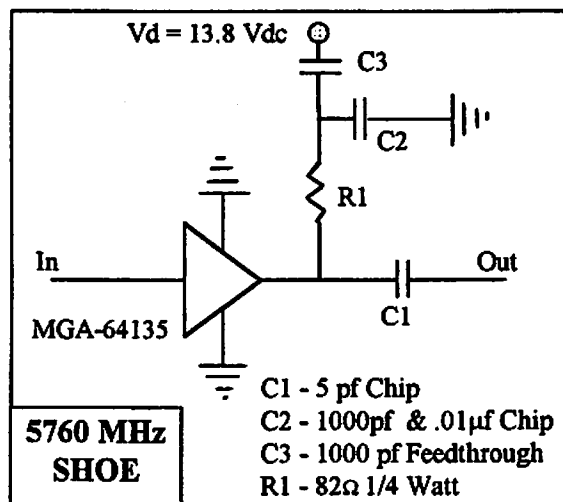 Vd = 13.8 Vdc
C3
C2
R1
In
Out
C1
MGA-64135
C1 - 5 pf Chip
C2 - 1000pf & .01µf Chip
C3 - 1000 pf Feedthrough
R1 - 82Ω 1/4 Watt
5760 MHz
SHOE